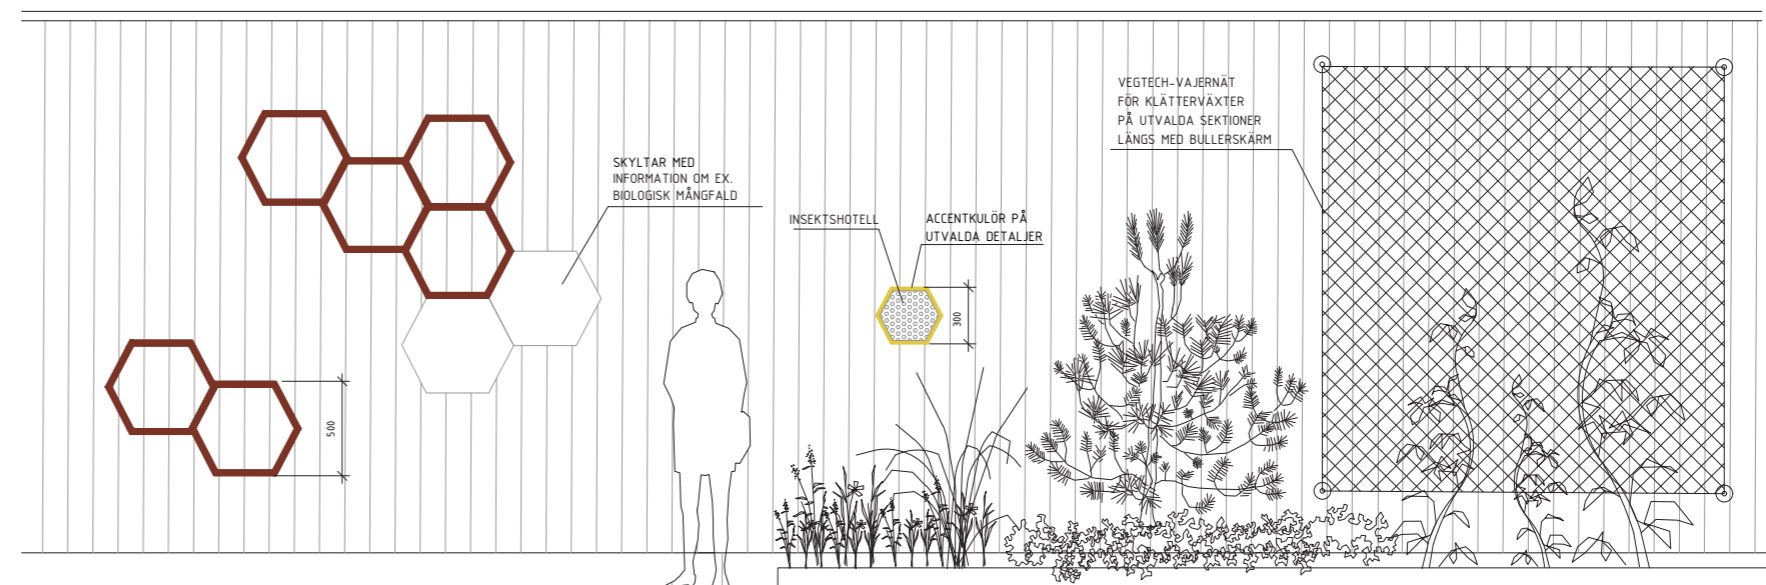 VEGTECH-VAJERNÄT
FÖR KLÄTTERVÄXTER
PÅ UTVALDA SEKTIONER
LÄNGS MED BULLERSKÄRM
SKYLTAR MED
INFORMATION OM EX.
BIOLOGISK MÅNGFALD
INSEKTSHOTELL
ACCENTKULÖR PÅ
UTVALDA DETALJER
300
500